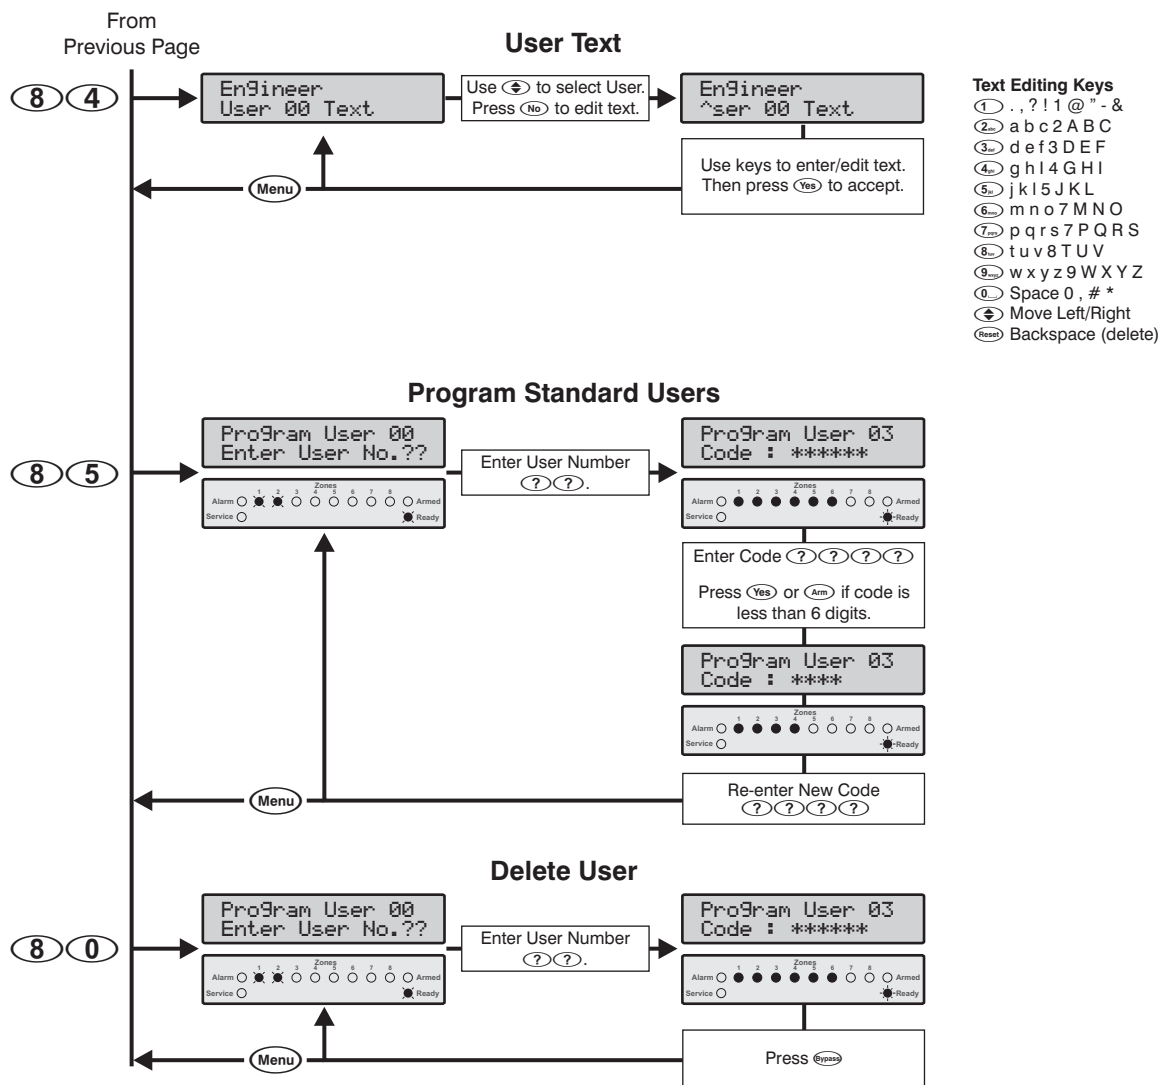 From
Previous Page
User Text
8 4
En9ineer
User 00 Text
Use to select User.
Press No to edit text.
En9ineer
^ser 00 Text
Use keys to enter/edit text.
Then press Yes to accept.
Menu
Text Editing Keys
1 . , ? ! 1 @ " - &
2abc a b c 2 A B C
3def d e f 3 D E F
4ghi g h I 4 G H I
5jkl j k l 5 J K L
6mno m n o 7 M N O
7pqrs p q r s 7 P Q R S
8tuv t u v 8 T U V
9wxyz w x y z 9 W X Y Z
0 Space 0 , # *
Move Left/Right
Reset Backspace (delete)
Program Standard Users
8 5
Pro9ram User 00
Enter User No.??
Zones
Alarm 1 2 3 4 5 6 7 8 Armed
Service Ready
Enter User Number
? ? .
Pro9ram User 03
Code : ******
Zones
Alarm 1 2 3 4 5 6 7 8 Armed
Service Ready
Enter Code ? ? ? ?
Press Yes or Arm if code is
less than 6 digits.
Pro9ram User 03
Code : ****
Zones
Alarm 1 2 3 4 5 6 7 8 Armed
Service Ready
Re-enter New Code
? ? ? ?
Menu
Delete User
8 0
Pro9ram User 00
Enter User No.??
Zones
Alarm 1 2 3 4 5 6 7 8 Armed
Service Ready
Enter User Number
? ? .
Pro9ram User 03
Code : ******
Zones
Alarm 1 2 3 4 5 6 7 8 Armed
Service Ready
Press Bypass
Menu